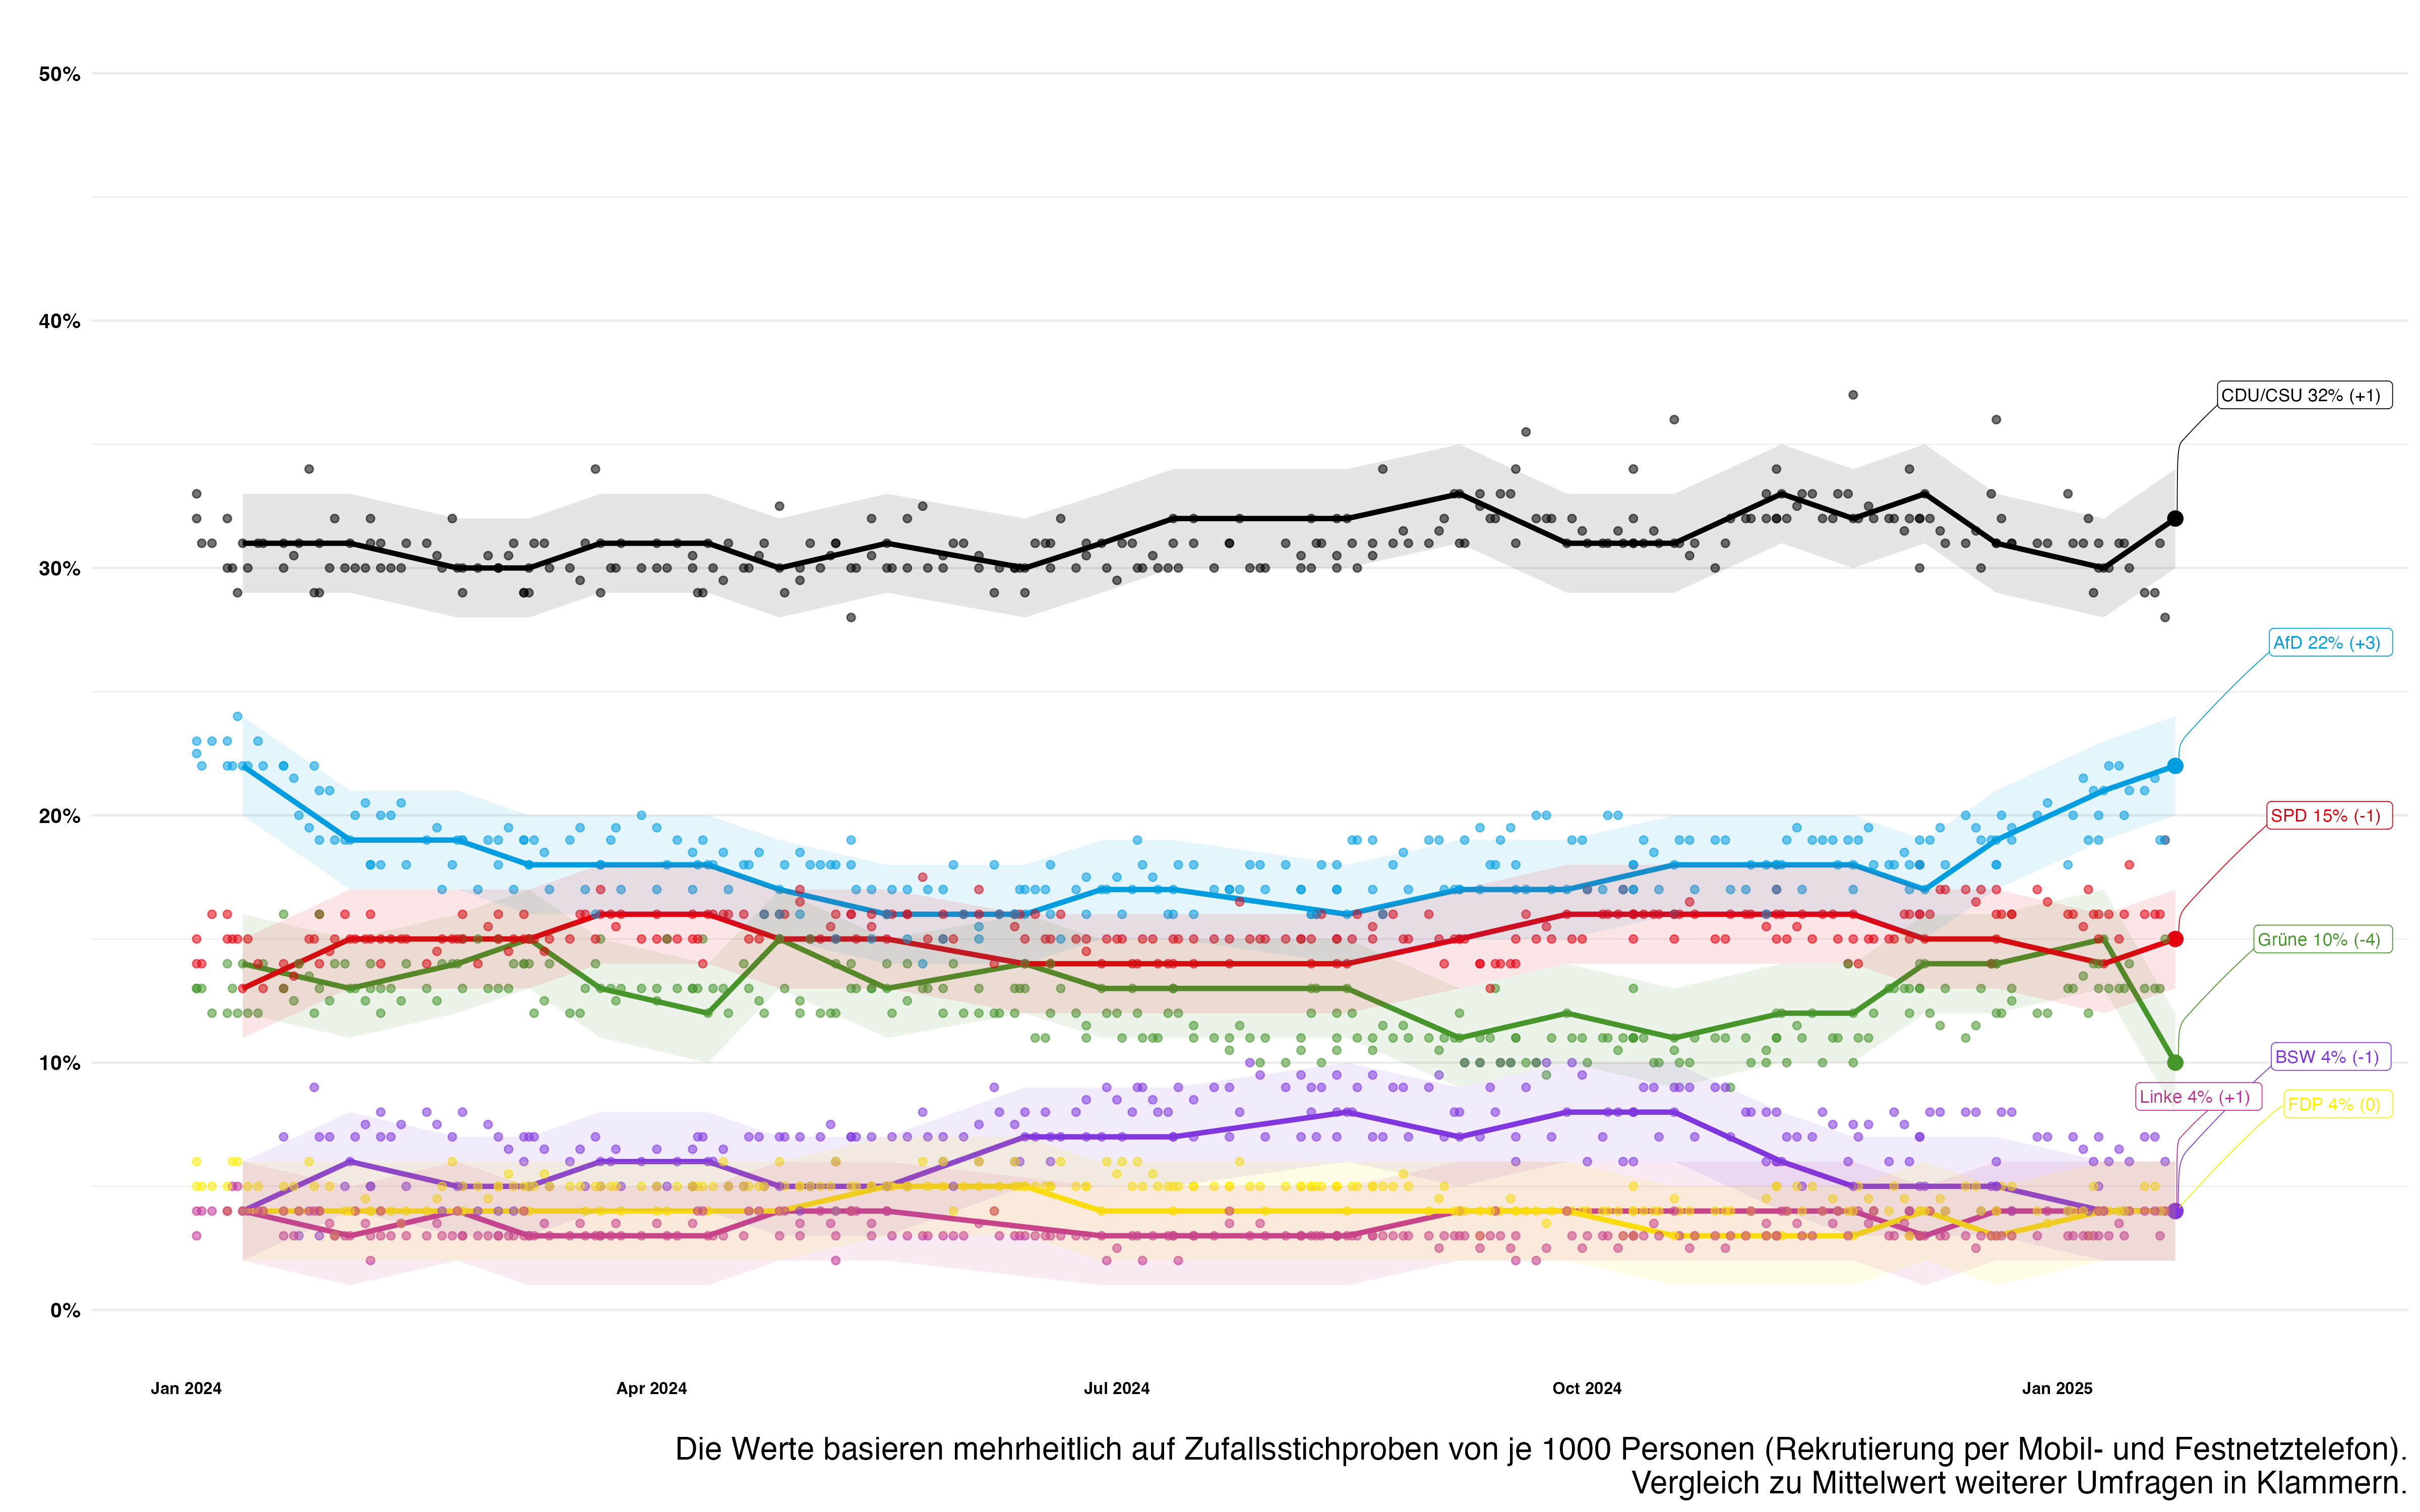 50%
40%
CDU/CSU 32% (+1)
30%
AfD 22% (+3)
20%
SPD 15% (-1)
Grüne 10% (-4)
10%
BSW 4% (-1)
Linke 4% (+1)
FDP 4% (0)
0%
Jan 2024 Apr 2024 Jul 2024 Oct 2024 Jan 2025
Die Werte basieren mehrheitlich auf Zufallsstichproben von je 1000 Personen (Rekrutierung per Mobil- und Festnetztelefon).
Vergleich zu Mittelwert weiterer Umfragen in Klammern.